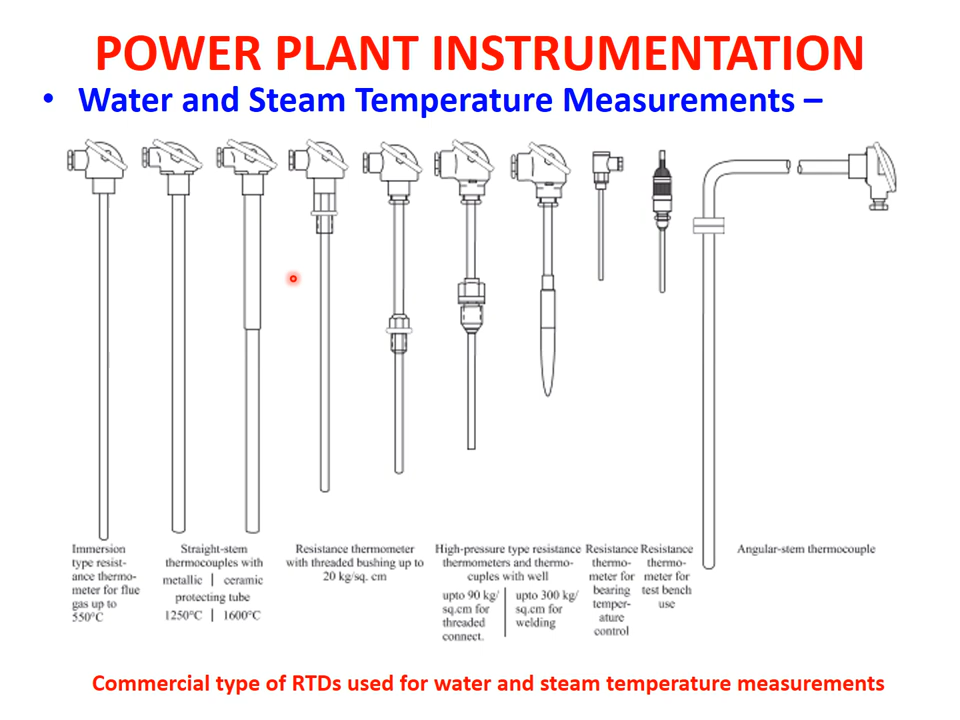 POWER PLANT INSTRUMENTATION
• Water and Steam Temperature Measurements –
Immersion
type resist-
ance thermo-
meter for flue
gas up to
550°C
Straight-stem
thermocouples with
metallic | ceramic
protecting tube
1250°C | 1600°C
Resistance thermometer
with threaded bushing up to
20 kg/sq. cm
High-pressure type resistance
thermometers and thermo-
cuples with well
upto 90 kg/
sq.cm for
threaded
connect.
upto 300 kg/
sq.cm for
welding
Resistance
thermo-
meter for
bearing
temper-
ature
control
Resistance
thermo-
meter for
test bench
use
Angular-stem thermocouple
Commercial type of RTDs used for water and steam temperature measurements